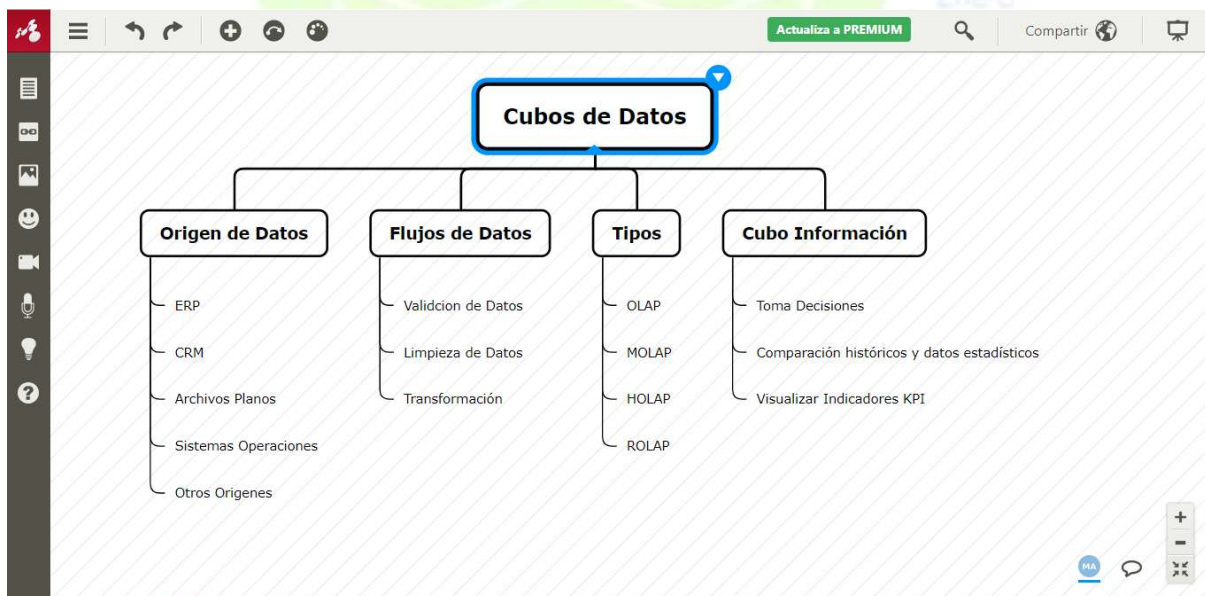 Actualiza a PREMIUM
Compartir
Cubos de Datos
Origen de Datos
ERP
CRM
Archivos Planos
Sistemas Operaciones
Otros Origenes
Flujos de Datos
Validcion de Datos
Limpieza de Datos
Transformación
Tipos
OLAP
MOLAP
HOLAP
ROLAP
Cubo Información
Toma Decisiones
Comparación históricos y datos estadísticos
Visualizar Indicadores KPI
MA